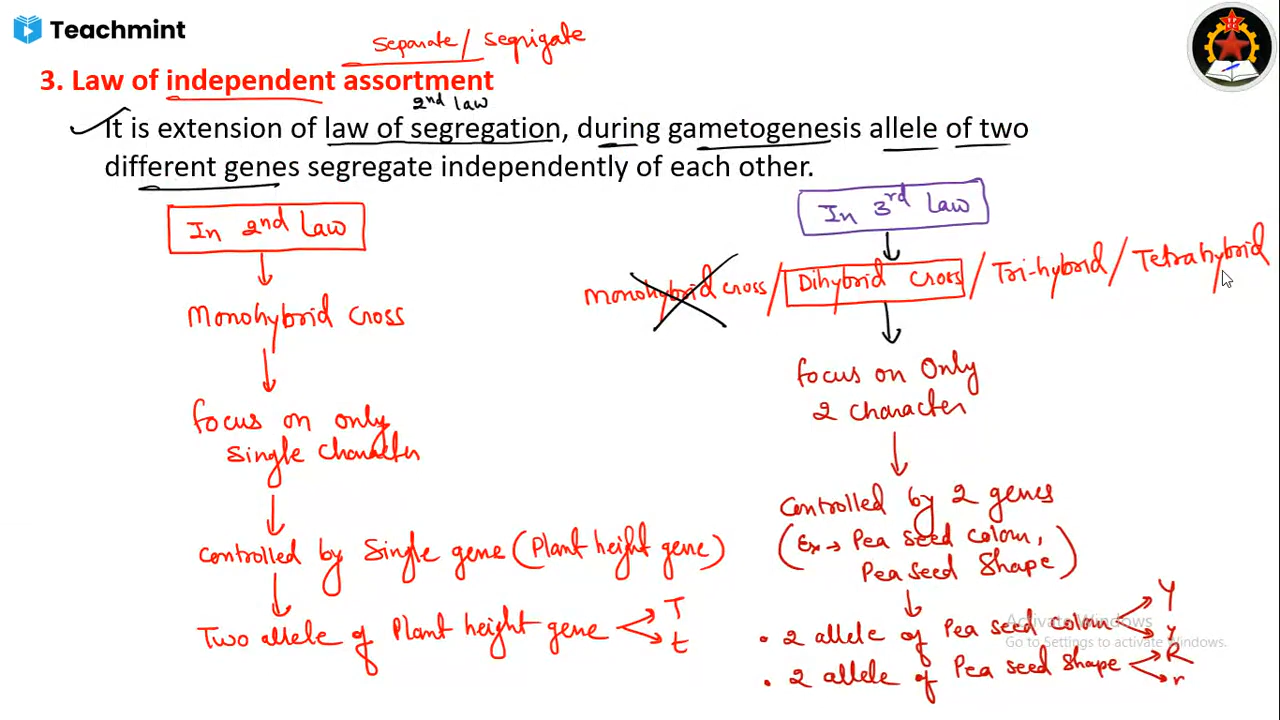 Teachmint
Separate/ Segrigate
3. Law of independent assortment
2nd law
It is extension of law of segregation, during gametogenesis allele of two
different genes segregate independently of each other.
In 2nd Law
Monohybrid cross
focus on only
Single character
Controlled by Single gene (Plant height gene)
Two allele of Plant height gene
T
t
In 3rd Law
Monohybrid cross / Dihybrid cross / Tri-hybrid / Tetrahybrid
focus on Only
2 character
Controlled by 2 genes
(Ex → Pea seed colour,
Pea seed Shape)
• 2 allele of Pea seed colour
Y
y
• 2 allele of Pea seed shape
R
r
Activate Windows
Go to Settings to activate Windows.